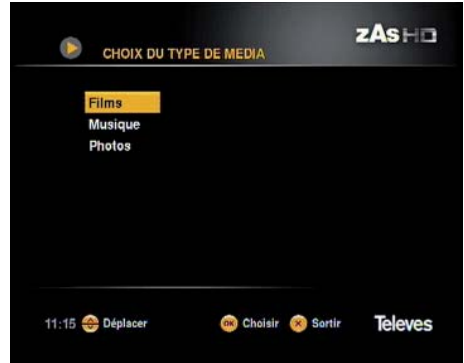 zAs HD
CHOIX DU TYPE DE MEDIA
Films
Musique
Photos
11:15 Déplacer OK Choisir X Sortir Televes